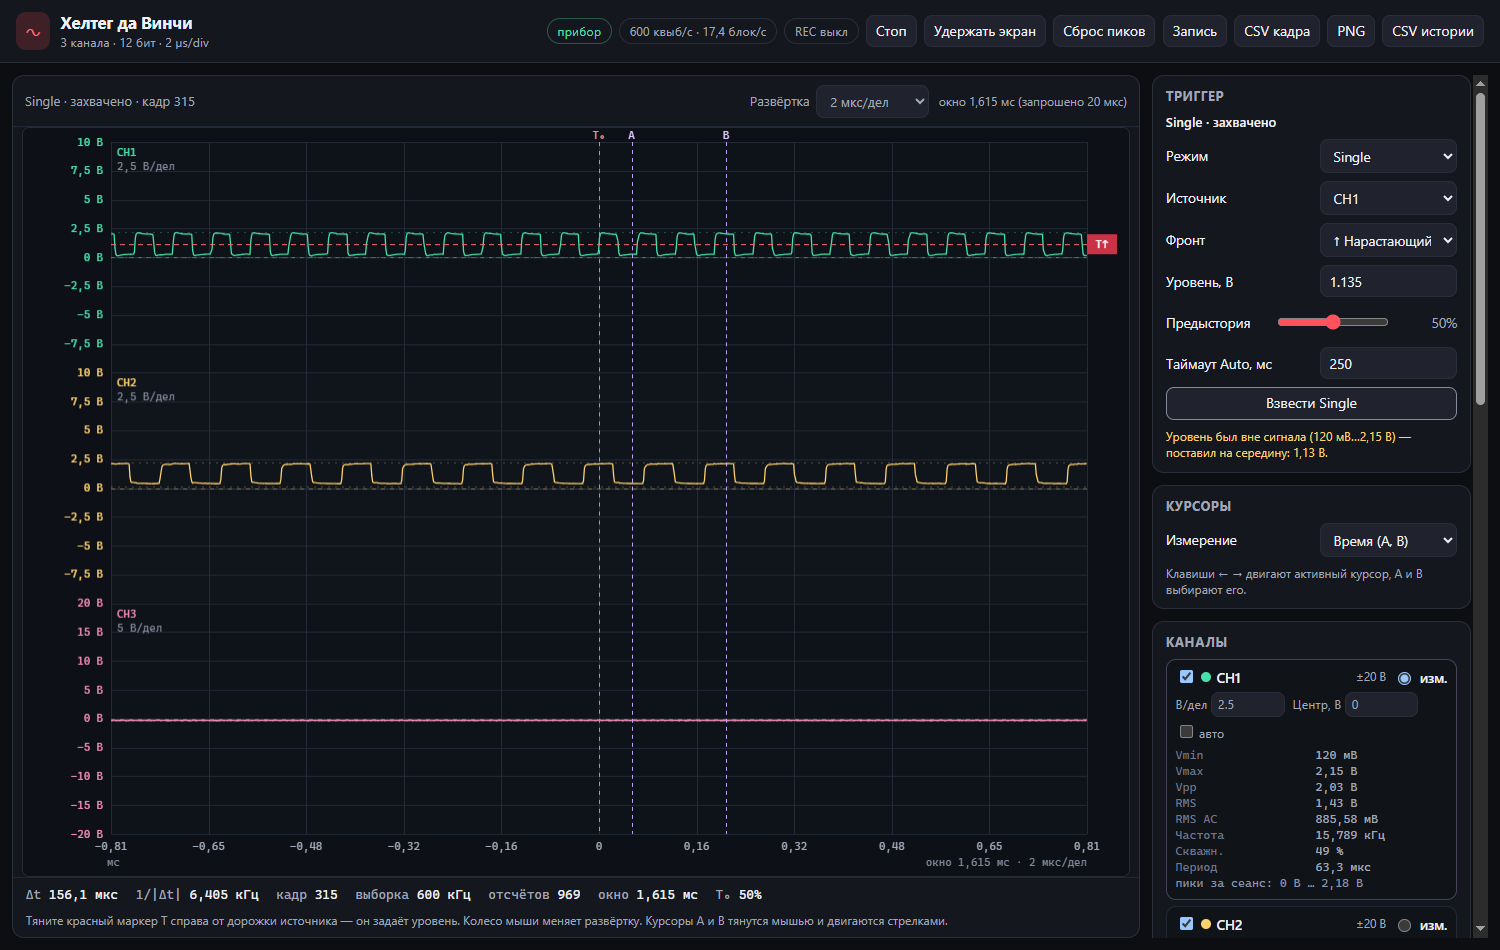 Хелтег да Винчи
3 канала · 12 бит · 2 µs/div
прибор
600 квыб/с · 17,4 блок/с
REC выкл
Стоп
Удержать экран
Сброс пиков
Запись
CSV кадра
PNG
CSV истории
Single · захвачено · кадр 315
Развёртка
2 мкс/дел
окно 1,615 мс (запрошено 20 мкс)
T₀
A
B
10 В
7,5 В
5 В
2,5 В
0 В
−2,5 В
−5 В
−7,5 В
CH1
2,5 В/дел
T↑
10 В
7,5 В
5 В
2,5 В
0 В
−2,5 В
−5 В
−7,5 В
CH2
2,5 В/дел
20 В
15 В
10 В
5 В
0 В
−5 В
−10 В
−15 В
−20 В
CH3
5 В/дел
−0,81
−0,65
−0,48
−0,32
−0,16
0
0,16
0,32
0,48
0,65
0,81
мс
окно 1,615 мс · 2 мкс/дел
Δt 156,1 мкс
1/|Δt| 6,405 кГц
кадр 315
выборка 600 кГц
отсчётов 969
окно 1,615 мс
T₀ 50%
Тяните красный маркер T справа от дорожки источника — он задаёт уровень. Колесо мыши меняет развёртку. Курсоры A и B тянутся мышью и двигаются стрелками.
ТРИГГЕР
Single · захвачено
Режим
Single
Источник
CH1
Фронт
↑ Нарастающий
Уровень, В
1.135
Предыстория
50%
Таймаут Auto, мс
250
Взвести Single
Уровень был вне сигнала (120 мВ…2,15 В) —
поставил на середину: 1,13 В.
КУРСОРЫ
Измерение
Время (A, B)
Клавиши ← → двигают активный курсор, A и B
выбирают его.
КАНАЛЫ
CH1
±20 В
изм.
В/дел
2.5
Центр, В
0
авто
Vmin 120 мВ
Vmax 2,15 В
Vpp 2,03 В
RMS 1,43 В
RMS AC 885,58 мВ
Частота 15,789 кГц
Скважн. 49 %
Период 63,3 мкс
пики за сеанс: 0 В … 2,18 В
CH2
±20 В
изм.